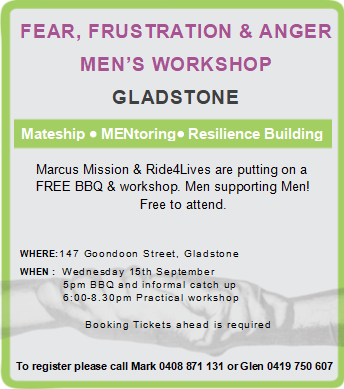 FEAR, FRUSTRATION & ANGER
MEN'S WORKSHOP
GLADSTONE
Mateship ● MENtoring● Resilience Building
Marcus Mission & Ride4Lives are putting on a
FREE BBQ & workshop. Men supporting Men!
Free to attend.
WHERE:147 Goondoon Street, Gladstone
WHEN : Wednesday 15th September
5pm BBQ and informal catch up
6:00-8.30pm Practical workshop
Booking Tickets ahead is required
To register please call Mark 0408 871 131 or Glen 0419 750 607